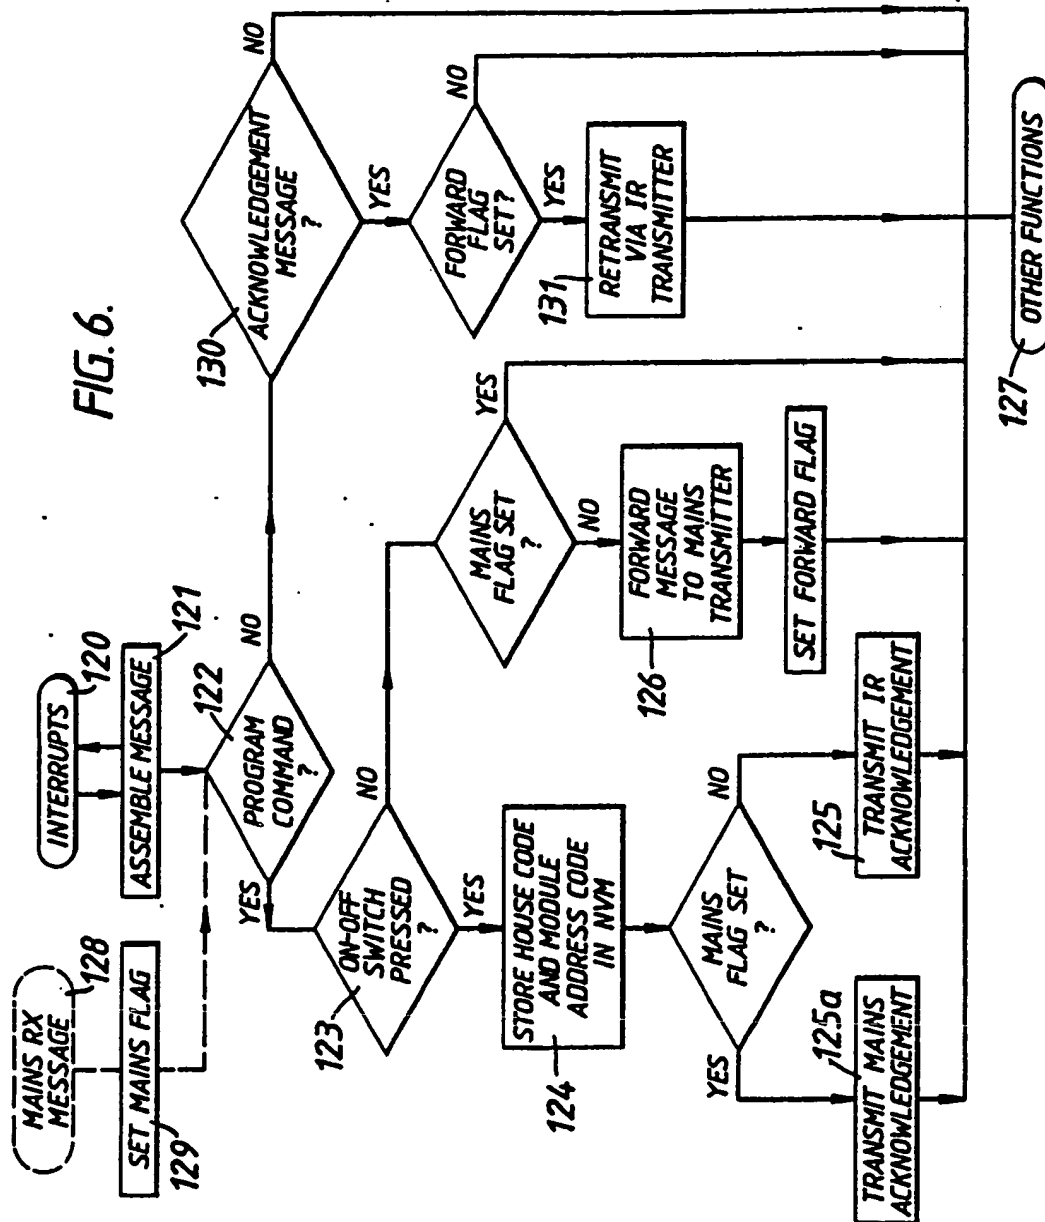 FIG. 6.
MAINS RX
MESSAGE
128
SET MAINS FLAG
129
INTERRUPTS
120
ASSEMBLE MESSAGE
121
122
PROGRAM
COMMAND
?
YES
NO
130
ACKNOWLEDGEMENT
MESSAGE
?
NO
YES
123
ON-OFF
SWITCH
PRESSED
?
NO
YES
MAINS
FLAG SET
?
YES
NO
FORWARD
FLAG
SET?
NO
YES
124
STORE HOUSE CODE
AND MODULE
ADDRESS CODE
IN NVM
126
FORWARD
MESSAGE
TO MAINS
TRANSMITTER
131
RETRANSMIT
VIA IR
TRANSMITTER
MAINS
FLAG SET
?
YES
NO
SET FORWARD FLAG
125a
TRANSMIT MAINS
ACKNOWLEDGEMENT
125
TRANSMIT IR
ACKNOWLEDGEMENT
127
OTHER FUNCTIONS